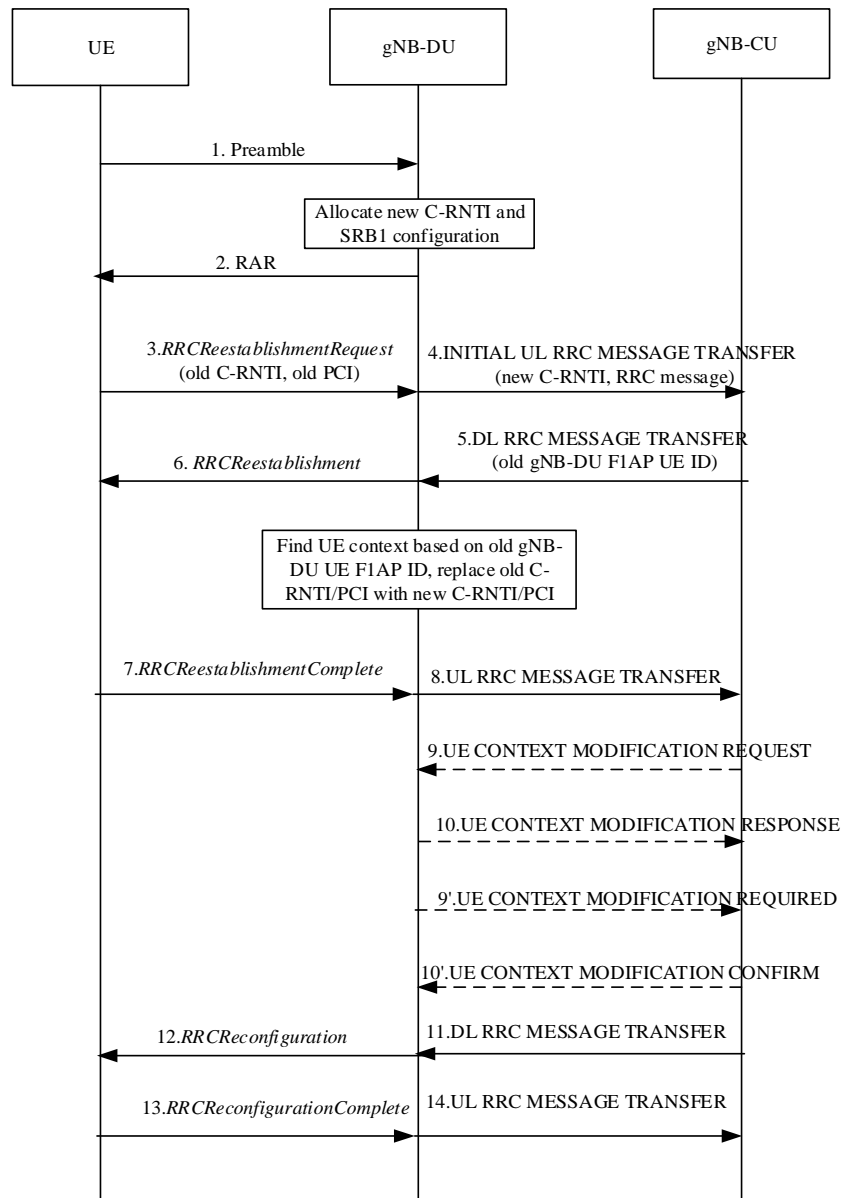 UE
gNB-DU
gNB-CU
1. Preamble
Allocate new C-RNTI and
SRB1 configuration
2. RAR
3.RRCReestablishmentRequest
(old C-RNTI, old PCI)
4.INITIAL UL RRC MESSAGE TRANSFER
(new C-RNTI, RRC message)
5.DL RRC MESSAGE TRANSFER
(old gNB-DU F1AP UE ID)
6. RRCReestablishment
Find UE context based on old gNB-
DU UE F1AP ID, replace old C-
RNTI/PCI with new C-RNTI/PCI
7.RRCReestablishmentComplete
8.UL RRC MESSAGE TRANSFER
9.UE CONTEXT MODIFICATION REQUEST
10.UE CONTEXT MODIFICATION RESPONSE
9'.UE CONTEXT MODIFICATION REQUIRED
10'.UE CONTEXT MODIFICATION CONFIRM
11.DL RRC MESSAGE TRANSFER
12.RRCReconfiguration
13.RRCReconfigurationComplete
14.UL RRC MESSAGE TRANSFER